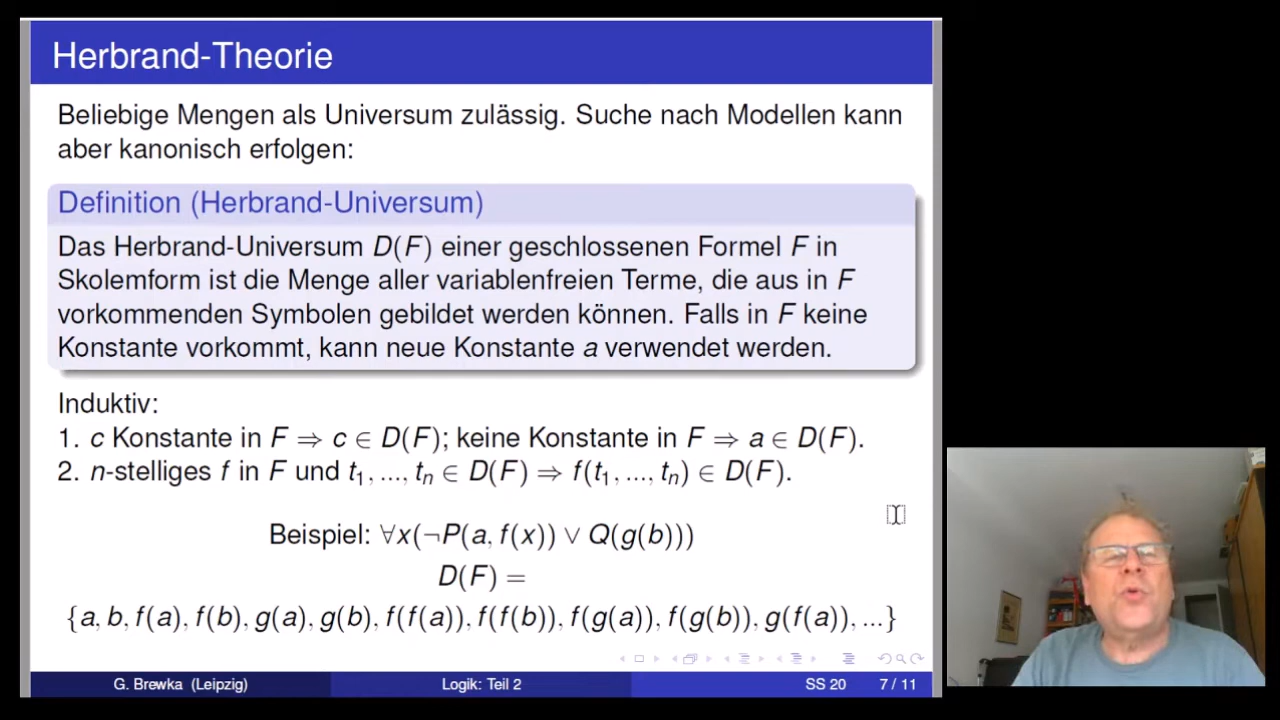 Herbrand-Theorie
Beliebige Mengen als Universum zulässig. Suche nach Modellen kann
aber kanonisch erfolgen:
Definition (Herbrand-Universum)
Das Herbrand-Universum D(F) einer geschlossenen Formel F in
Skolemform ist die Menge aller variablenfreien Terme, die aus in F
vorkommenden Symbolen gebildet werden können. Falls in F keine
Konstante vorkommt, kann neue Konstante a verwendet werden.
Induktiv:
1. c Konstante in F ⇒ c ∈ D(F); keine Konstante in F ⇒ a ∈ D(F).
2. n-stelliges f in F und t₁, ..., tₙ ∈ D(F) ⇒ f(t₁, ..., tₙ) ∈ D(F).
Beispiel: ∀x(¬P(a, f(x)) ∨ Q(g(b)))
D(F) =
{a, b, f(a), f(b), g(a), g(b), f(f(a)), f(f(b)), f(g(a)), f(g(b)), g(f(a)), ...}
G. Brewka (Leipzig) Logik: Teil 2 SS 20 7 / 11